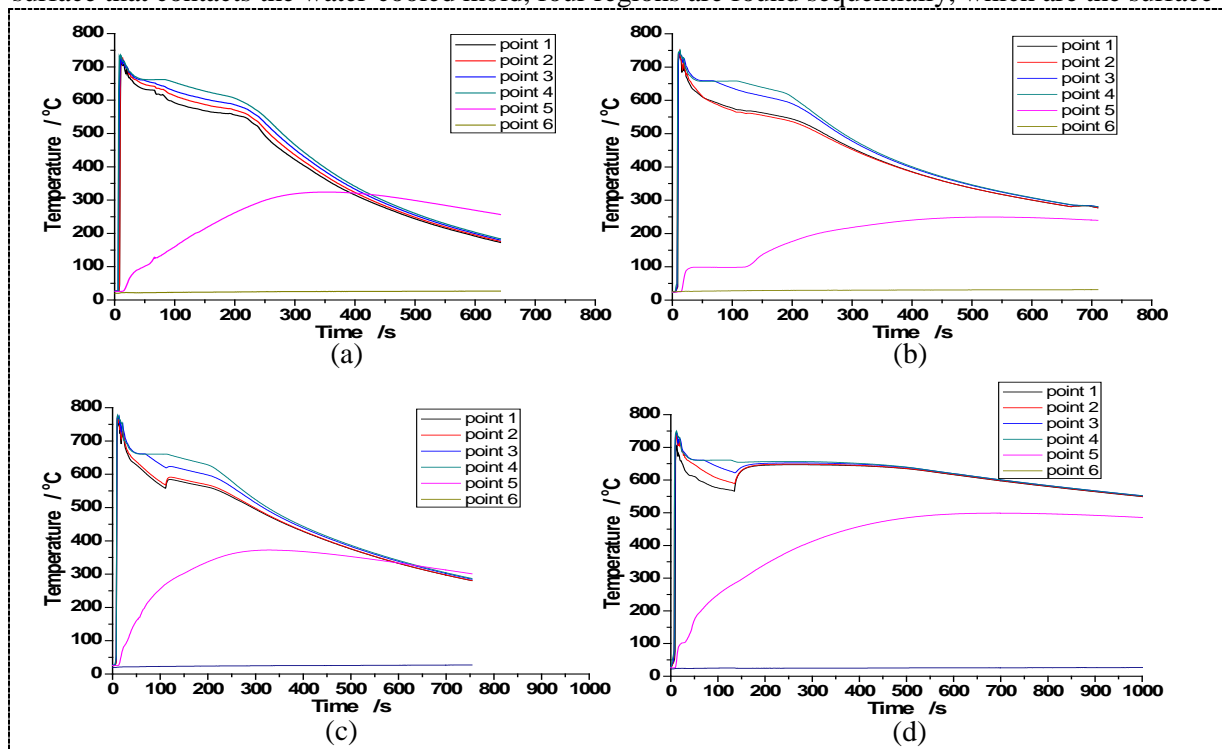 surface that contacts the water-cooled mold, four regions are found sequentially, which are the surface
800
700
600
500
400
300
200
100
0
Temperature / °C
point 1
point 2
point 3
point 4
point 5
point 6
0 100 200 300 400 500 600 700 800
Time /s
(a)
800
700
600
500
400
300
200
100
0
Temperature / °C
point 1
point 2
point 3
point 4
point 5
point 6
0 100 200 300 400 500 600 700 800
Time /s
(b)
800
700
600
500
400
300
200
100
0
Temperature / °C
point 1
point 2
point 3
point 4
point 5
point 6
0 100 200 300 400 500 600 700 800 900 1000
Time /s
(c)
800
700
600
500
400
300
200
100
0
Temperature / °C
point 1
point 2
point 3
point 4
point 5
point 6
0 100 200 300 400 500 600 700 800 900 1000
Time /s
(d)